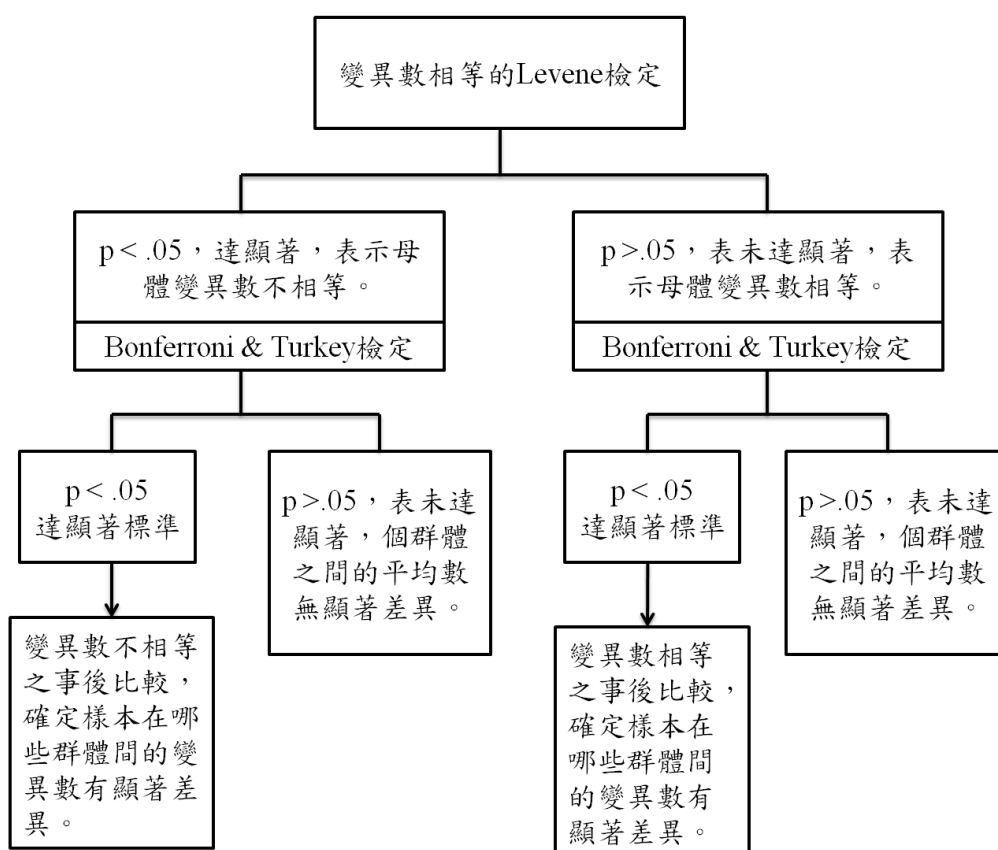 變異數相等的Levene檢定
p < .05，達顯著，表示母
體變異數不相等。
Bonferroni & Turkey檢定
p >.05，表未達顯著，表
示母體變異數相等。
Bonferroni & Turkey檢定
p < .05
達顯著標準
p >.05，表未達
顯著，個群體
之間的平均數
無顯著差異。
p < .05
達顯著標準
p >.05，表未達
顯著，個群體
之間的平均數
無顯著差異。
變異數不相等
之事後比較，
確定樣本在哪
些群體間的變
異數有顯著差
異。
變異數相等
之事後比較，
確定樣本在
哪些群體間
的變異數有
顯著差異。